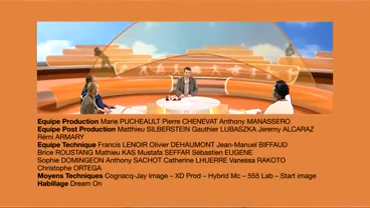 Equipe Production Marie PUCHEAULT Pierre CHENEVAT Anthony MANASSERO
Equipe Post Production Matthieu SILBERSTEIN Gauthier LUBASZKA Jeremy ALCARAZ
Rémi ARMARY
Equipe Technique Francis LENOIR Olivier DEHAUMONT Jean-Manuel BIFFAUD
Brice ROUSTANG Mathieu KAS Mustafa SEFFAR Sébastien EUGENE
Sophie DOMINGEON Anthony SACHOT Catherine LHUERRE Vanessa RAKOTO
Christophe ORTEGA
Moyens Techniques Cognacq-Jay Image – XD Prod – Hybrid Mc – 555 Lab – Start image
Habillage Dream On